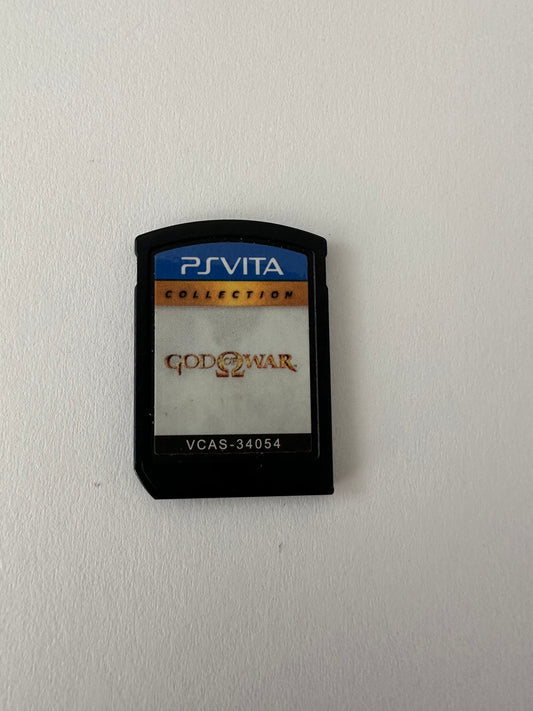 PSVITA
COLLECTION
GOD OF WAR
VCAS-34054